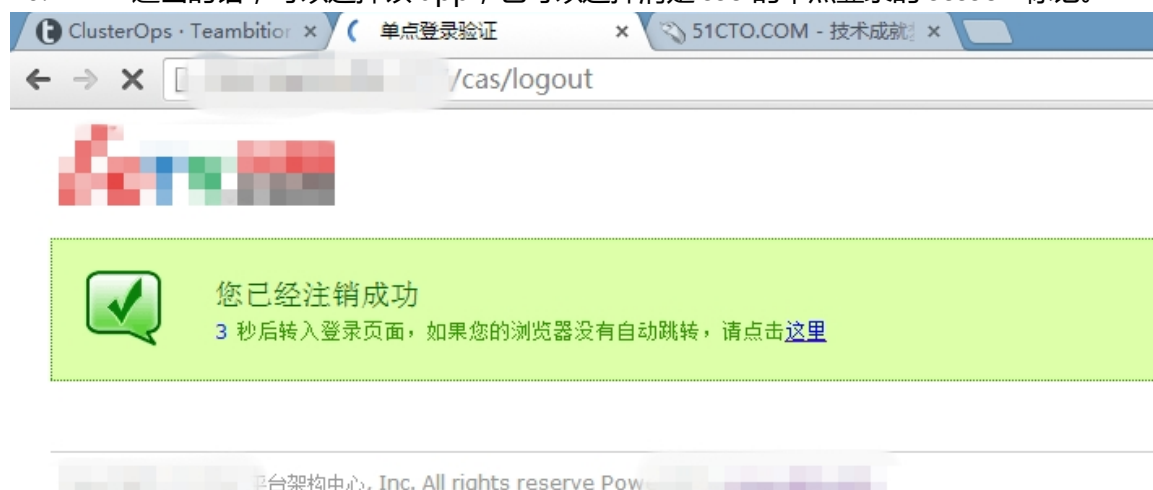 ClusterOps · Teambition
单点登录验证
51CTO.COM - 技术成就
/cas/logout
您已经注销成功
3 秒后转入登录页面，如果您的浏览器没有自动跳转，请点击这里
台架构中心, Inc. All rights reserve Pow